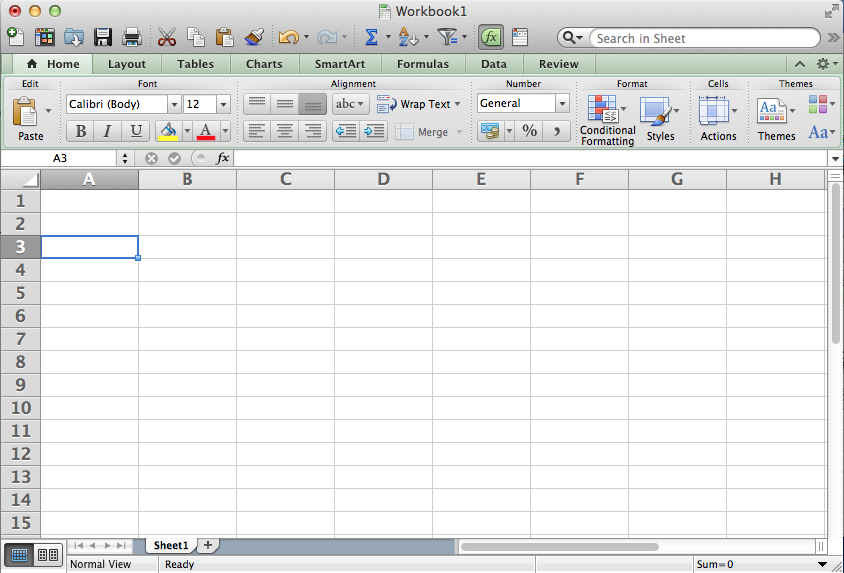 Workbook1
Search in Sheet
Home Layout Tables Charts SmartArt Formulas Data Review
Edit Font Alignment Number Format Cells Themes
Calibri (Body) 12 abc Wrap Text General
Paste B I U Merge % , Conditional Formatting Styles Actions Themes Aa
A3 fx
A B C D E F G H
1
2
3
4
5
6
7
8
9
10
11
12
13
14
15
Sheet1
Normal View Ready Sum=0